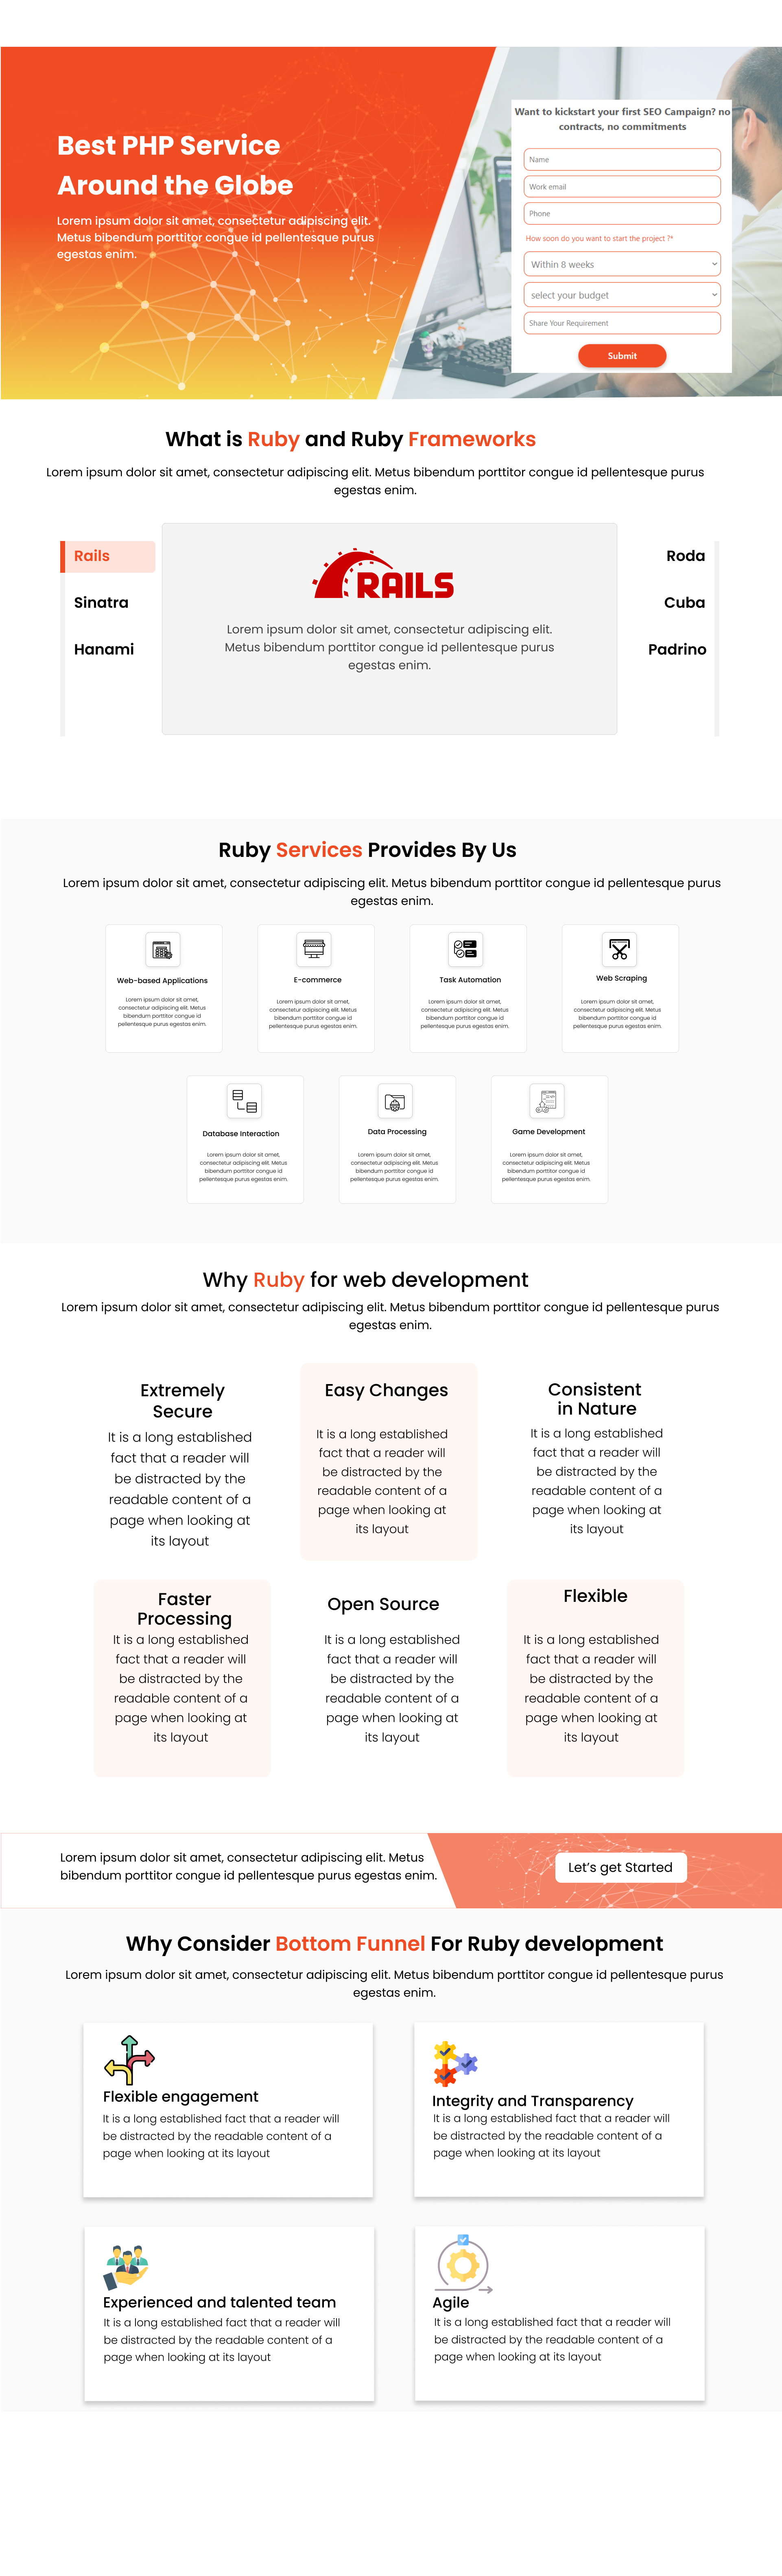 Best PHP Service
Around the Globe
Lorem ipsum dolor sit amet, consectetur adipiscing elit.
Metus bibendum porttitor congue id pellentesque purus
egestas enim.
Want to kickstart your first SEO Campaign? no
contracts, no commitments
Name
Work email
Phone
How soon do you want to start the project ?*
Within 8 weeks
select your budget
Share Your Requirement
Submit
What is Ruby and Ruby Frameworks
Lorem ipsum dolor sit amet, consectetur adipiscing elit. Metus bibendum porttitor congue id pellentesque purus
egestas enim.
Rails
Sinatra
Hanami
RAILS
Lorem ipsum dolor sit amet, consectetur adipiscing elit.
Metus bibendum porttitor congue id pellentesque purus
egestas enim.
Roda
Cuba
Padrino
Ruby Services Provides By Us
Lorem ipsum dolor sit amet, consectetur adipiscing elit. Metus bibendum porttitor congue id pellentesque purus
egestas enim.
Web-based Applications
Lorem ipsum dolor sit amet,
consectetur adipiscing elit. Metus
bibendum porttitor congue id
pellentesque purus egestas enim.
E-commerce
Lorem ipsum dolor sit amet,
consectetur adipiscing elit. Metus
bibendum porttitor congue id
pellentesque purus egestas enim.
Task Automation
Lorem ipsum dolor sit amet,
consectetur adipiscing elit. Metus
bibendum porttitor congue id
pellentesque purus egestas enim.
Web Scraping
Lorem ipsum dolor sit amet,
consectetur adipiscing elit. Metus
bibendum porttitor congue id
pellentesque purus egestas enim.
Database Interaction
Lorem ipsum dolor sit amet,
consectetur adipiscing elit. Metus
bibendum porttitor congue id
pellentesque purus egestas enim.
Data Processing
Lorem ipsum dolor sit amet,
consectetur adipiscing elit. Metus
bibendum porttitor congue id
pellentesque purus egestas enim.
Game Development
Lorem ipsum dolor sit amet,
consectetur adipiscing elit. Metus
bibendum porttitor congue id
pellentesque purus egestas enim.
Why Ruby for web development
Lorem ipsum dolor sit amet, consectetur adipiscing elit. Metus bibendum porttitor congue id pellentesque purus
egestas enim.
Extremely
Secure
It is a long established
fact that a reader will
be distracted by the
readable content of a
page when looking at
its layout
Easy Changes
It is a long established
fact that a reader will
be distracted by the
readable content of a
page when looking at
its layout
Consistent
in Nature
It is a long established
fact that a reader will
be distracted by the
readable content of a
page when looking at
its layout
Faster
Processing
It is a long established
fact that a reader will
be distracted by the
readable content of a
page when looking at
its layout
Open Source
It is a long established
fact that a reader will
be distracted by the
readable content of a
page when looking at
its layout
Flexible
It is a long established
fact that a reader will
be distracted by the
readable content of a
page when looking at
its layout
Lorem ipsum dolor sit amet, consectetur adipiscing elit. Metus
bibendum porttitor congue id pellentesque purus egestas enim.
Let's get Started
Why Consider Bottom Funnel For Ruby development
Lorem ipsum dolor sit amet, consectetur adipiscing elit. Metus bibendum porttitor congue id pellentesque purus
egestas enim.
Flexible engagement
It is a long established fact that a reader will
be distracted by the readable content of a
page when looking at its layout
Integrity and Transparency
It is a long established fact that a reader will
be distracted by the readable content of a
page when looking at its layout
Experienced and talented team
It is a long established fact that a reader will
be distracted by the readable content of a
page when looking at its layout
Agile
It is a long established fact that a reader will
be distracted by the readable content of a
page when looking at its layout